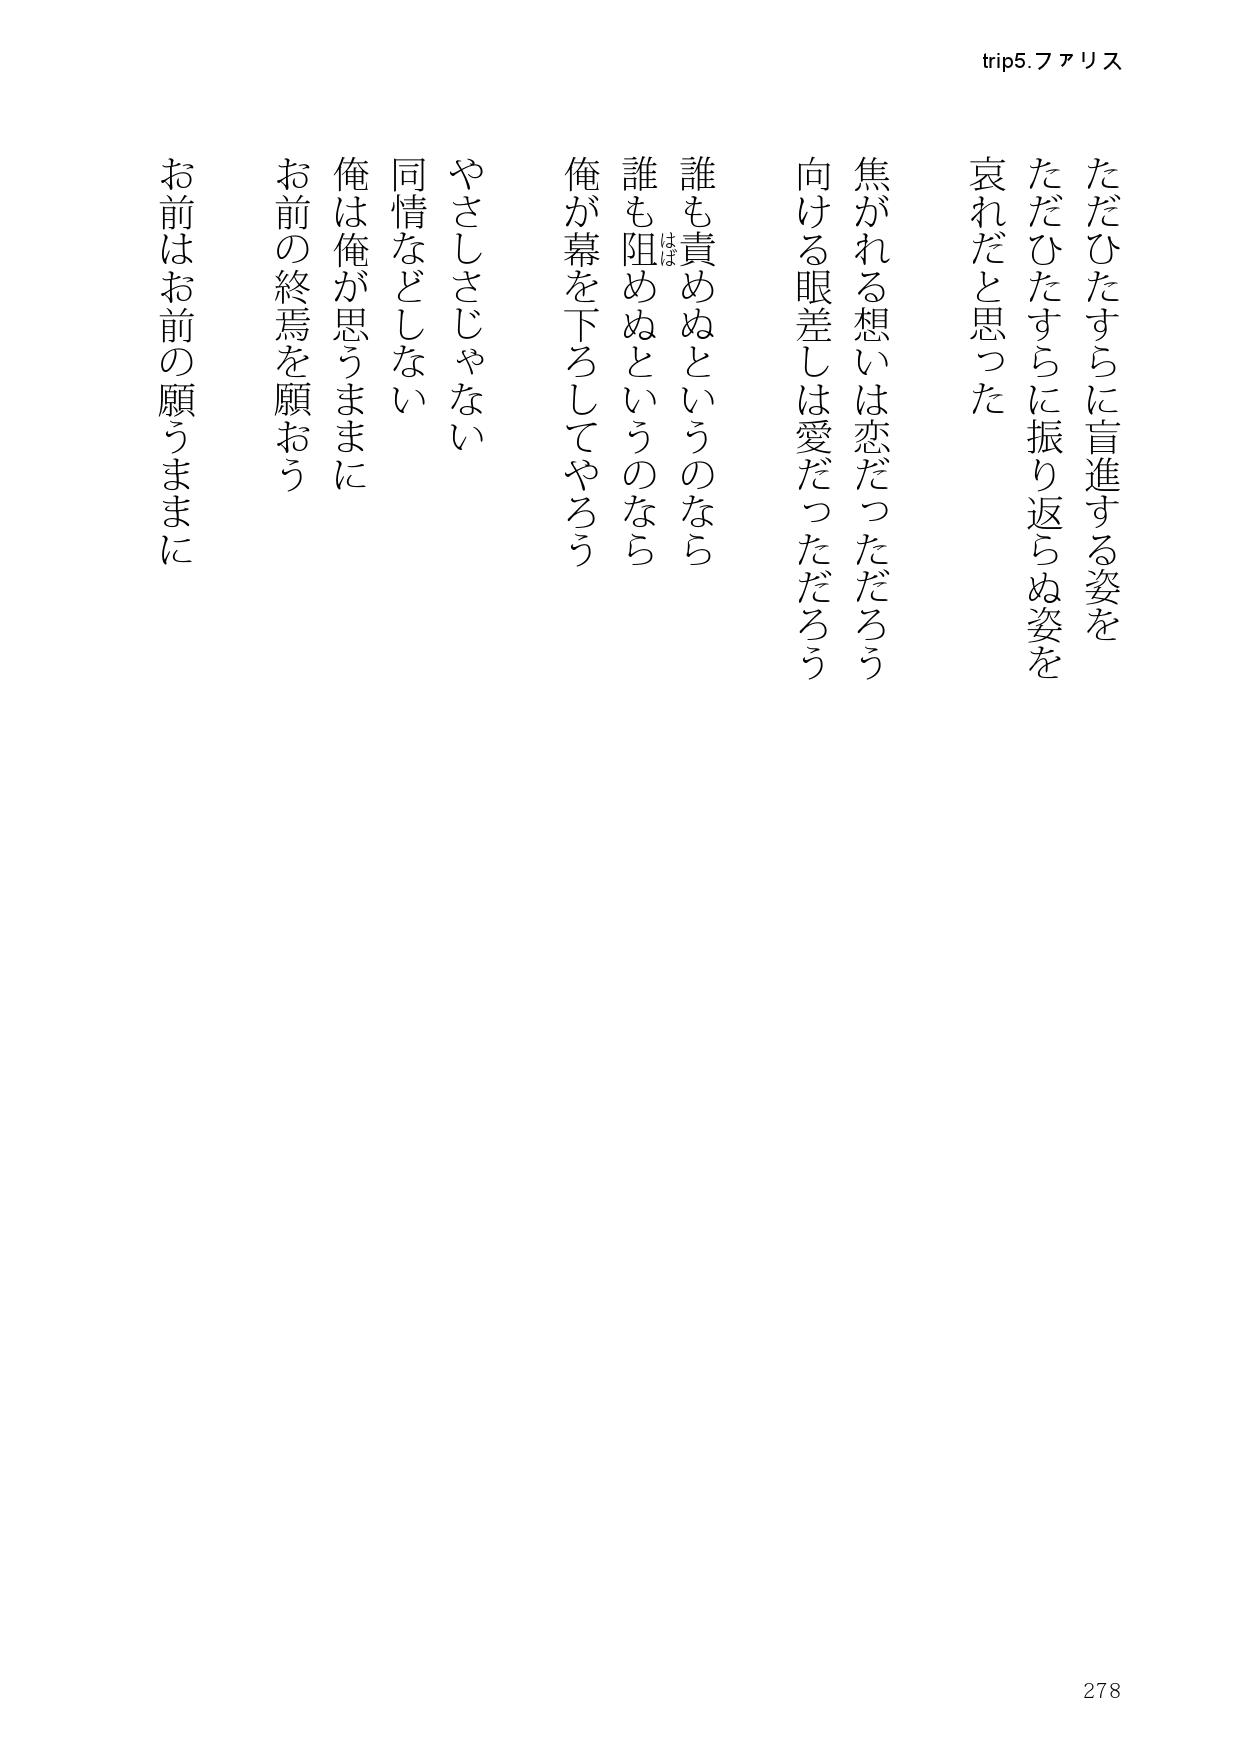 trip5.ファリス
ただひたすらに盲進する姿を
ただひたすらに振り返らぬ姿を
哀れだと思った
焦がれる想いは恋だっただろう
向ける眼差しは愛だっただろう
誰も責めぬというのなら
誰も阻めぬというのなら
はば
俺が幕を下ろしてやろう
やさしさじゃない
同情などしない
俺は俺が思うままに
お前の終焉を願おう
お前はお前の願うままに
278